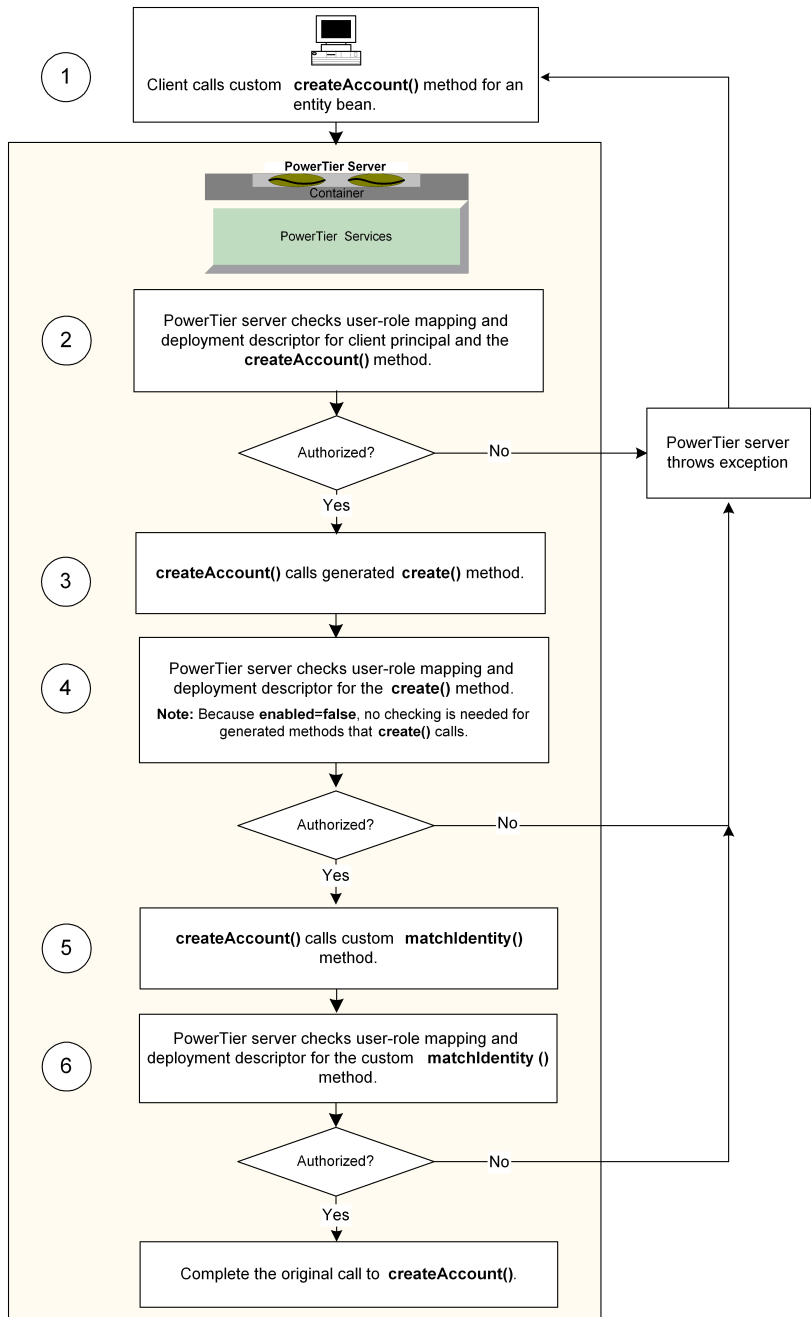 1
Client calls custom createAccount() method for an
entity bean.
PowerTier Server
Container
PowerTier Services
2
PowerTier server checks user-role mapping and
deployment descriptor for client principal and the
createAccount() method.
Authorized?
No
PowerTier server
throws exception
Yes
3
createAccount() calls generated create() method.
4
PowerTier server checks user-role mapping and
deployment descriptor for the create() method.
Note: Because enabled=false, no checking is needed for
generated methods that create() calls.
Authorized?
No
Yes
5
createAccount() calls custom matchIdentity()
method.
6
PowerTier server checks user-role mapping and
deployment descriptor for the custom matchIdentity ()
method.
Authorized?
No
Yes
Complete the original call to createAccount().